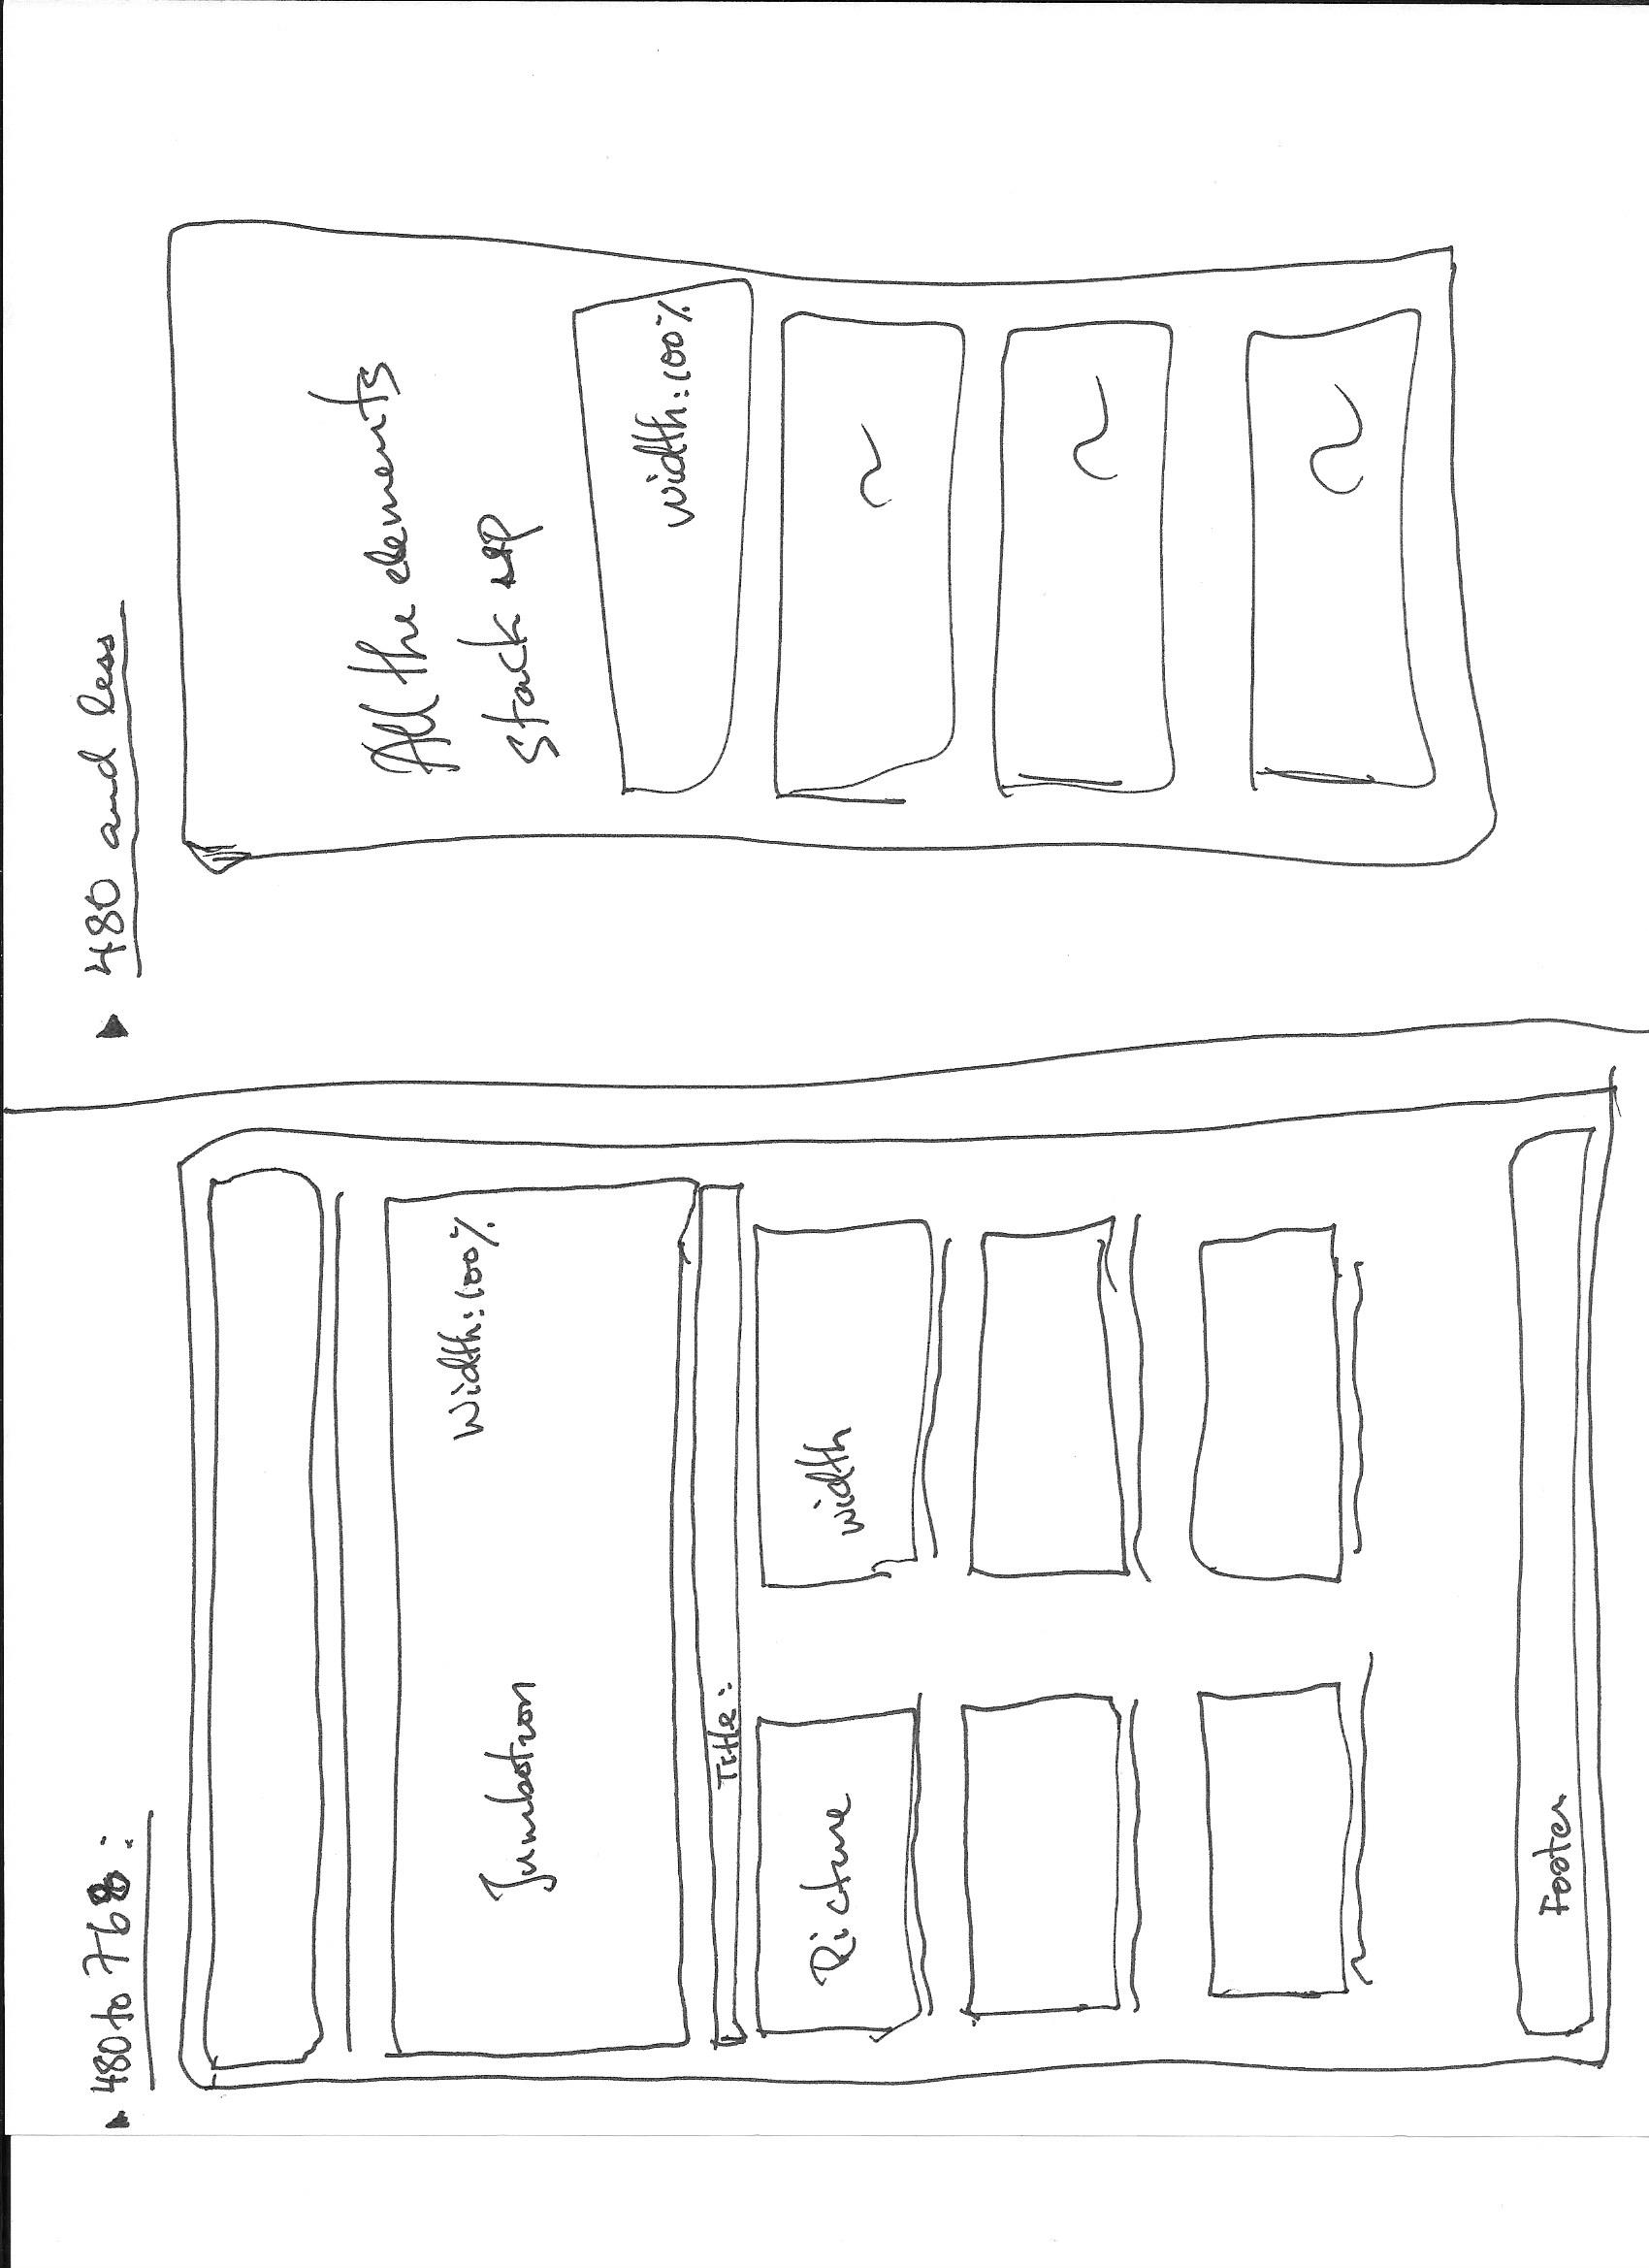 480 to 768:
Jumbotron
Width: 100%
Title:
Picture
width
Footer
480 and less
All the elements
stack up
width: 100%